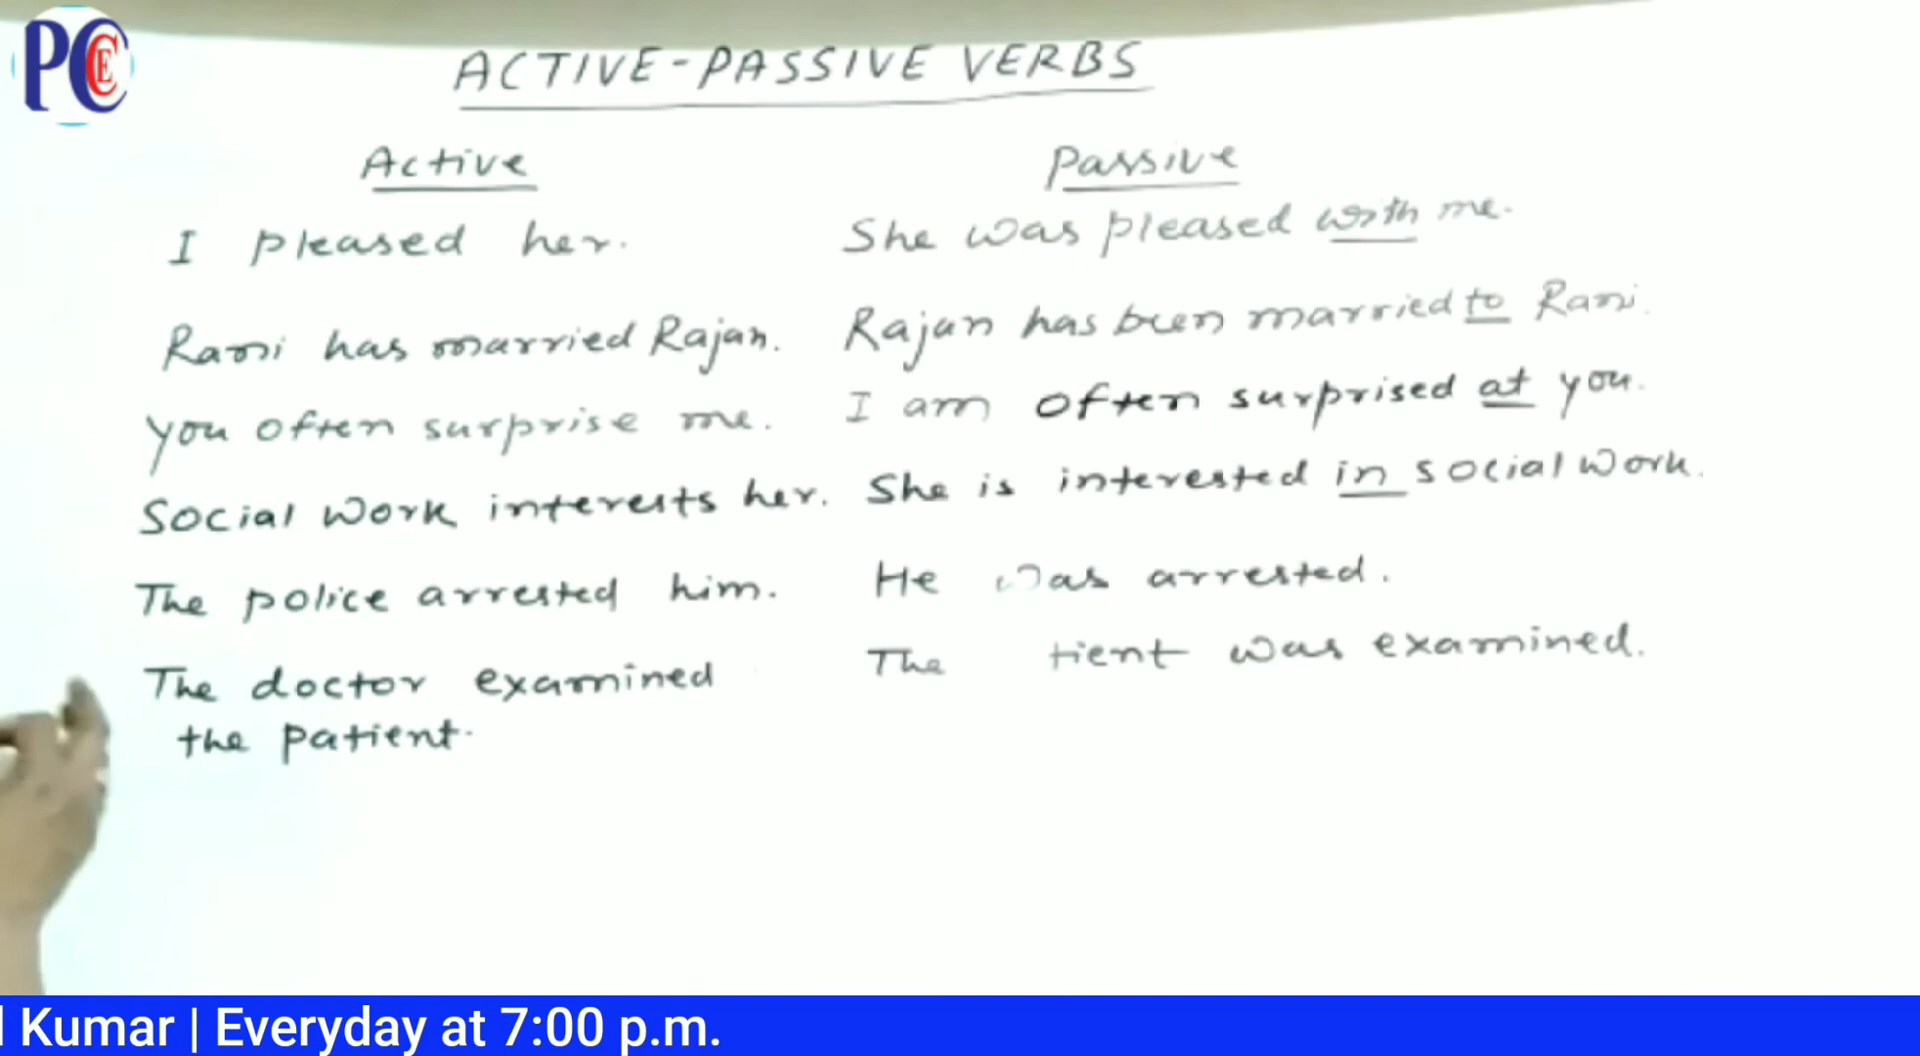 PCC E
ACTIVE-PASSIVE VERBS
Active Passive
I pleased her. She was pleased with me.
Rani has married Rajan. Rajan has been married to Rani.
You often surprise me. I am often surprised at you.
Social work interests her. She is interested in social work.
The police arrested him. He was arrested.
The doctor examined The tient was examined.
the patient.
Kumar | Everyday at 7:00 p.m.